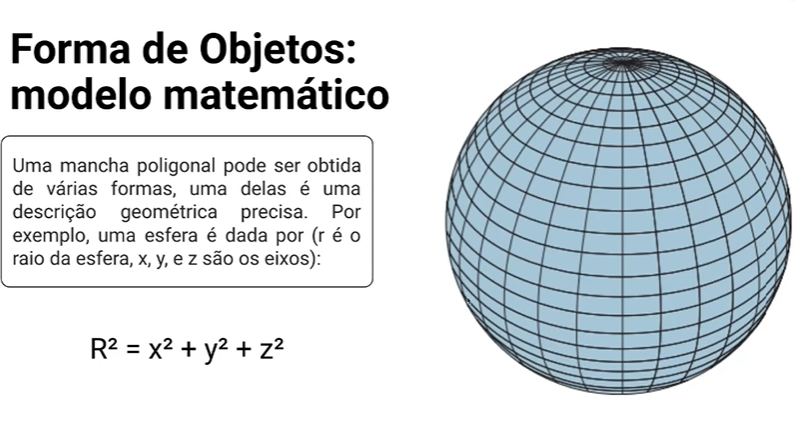 Forma de Objetos:
modelo matemático
Uma mancha poligonal pode ser obtida
de várias formas, uma delas é uma
descrição geométrica precisa. Por
exemplo, uma esfera é dada por (r é o
raio da esfera, x, y, e z são os eixos):
R² = x² + y² + z²